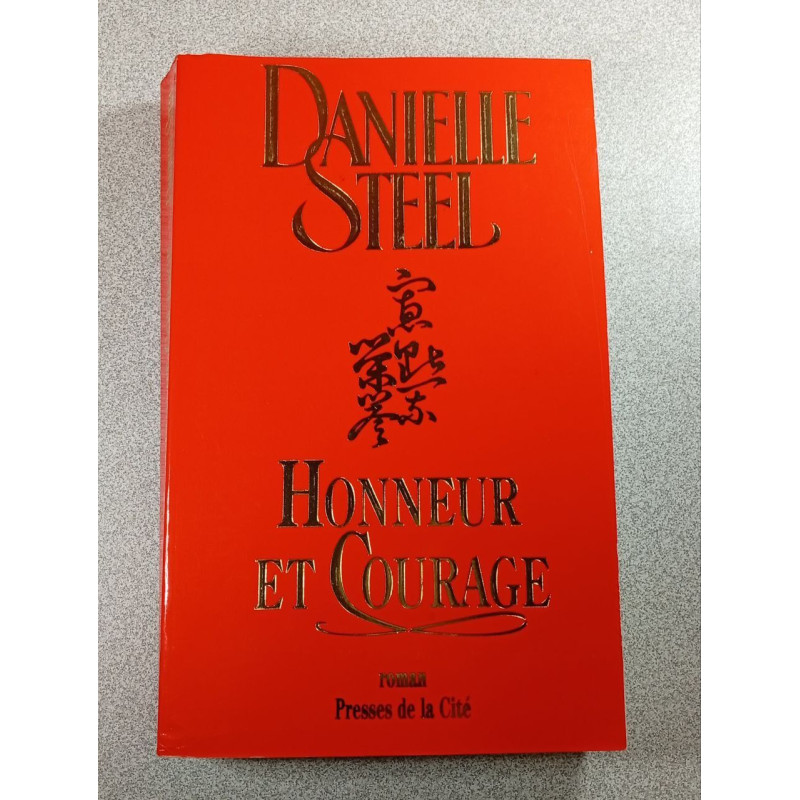 DANIELLE
STEEL
HONNEUR
ET COURAGE
roman
Presses de la Cité